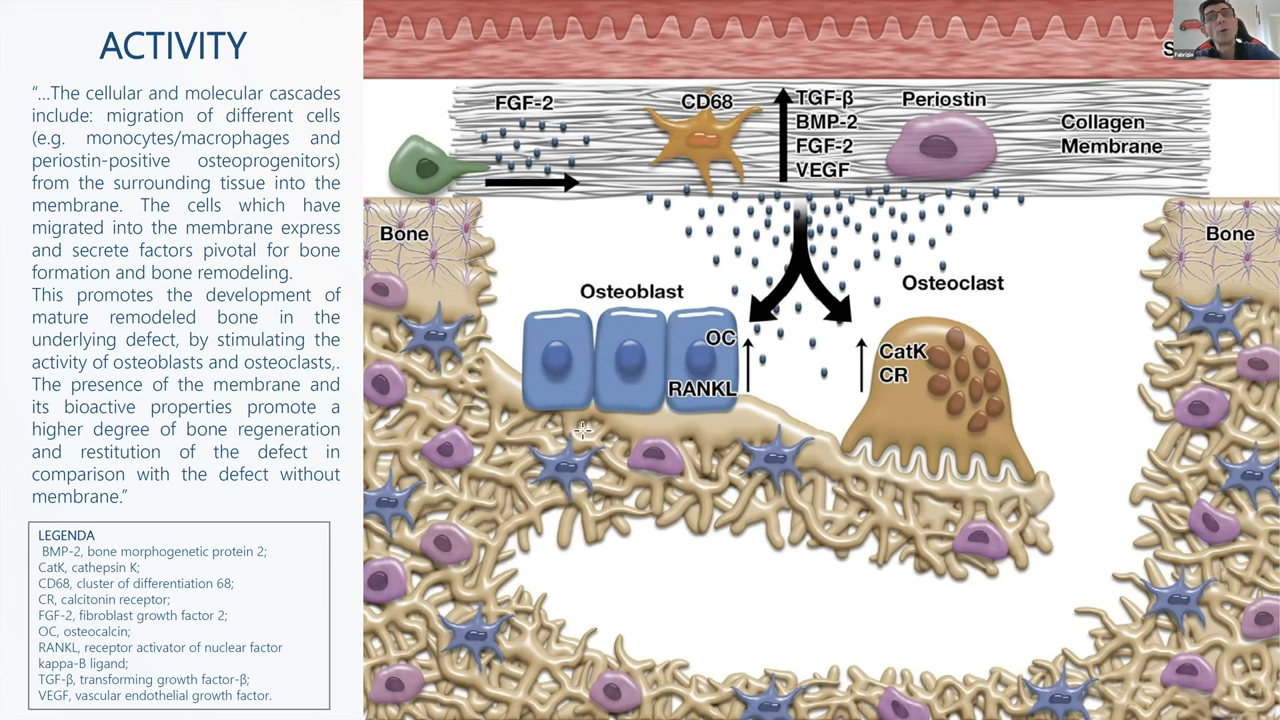 ACTIVITY
“...The cellular and molecular cascades
include: migration of different cells
(e.g. monocytes/macrophages and
periostin-positive osteoprogenitors)
from the surrounding tissue into the
membrane. The cells which have
migrated into the membrane express
and secrete factors pivotal for bone
formation and bone remodeling.
This promotes the development of
mature remodeled bone in the
underlying defect, by stimulating the
activity of osteoblasts and osteoclasts,.
The presence of the membrane and
its bioactive properties promote a
higher degree of bone regeneration
and restitution of the defect in
comparison with the defect without
membrane.”
LEGENDA
BMP-2, bone morphogenetic protein 2;
CatK, cathepsin K;
CD68, cluster of differentiation 68;
CR, calcitonin receptor;
FGF-2, fibroblast growth factor 2;
OC, osteocalcin;
RANKL, receptor activator of nuclear factor
kappa-B ligand;
TGF-β, transforming growth factor-β;
VEGF, vascular endothelial growth factor.
Fabrizio
FGF-2
CD68
TGF-β
BMP-2
FGF-2
VEGF
Periostin
Collagen
Membrane
Bone
Bone
Osteoblast
Osteoclast
OC
RANKL
CatK
CR